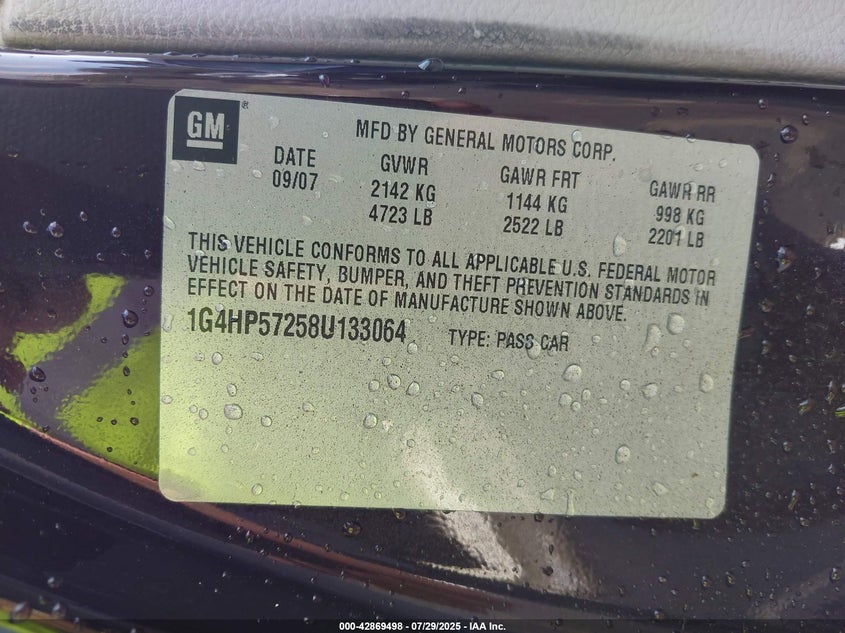 GM ®
MFD BY GENERAL MOTORS CORP.
DATE GVWR GAWR FRT GAWR RR
09/07 2142 KG 1144 KG 998 KG
4723 LB 2522 LB 2201 LB
THIS VEHICLE CONFORMS TO ALL APPLICABLE U.S. FEDERAL MOTOR
VEHICLE SAFETY, BUMPER, AND THEFT PREVENTION STANDARDS IN
EFFECT ON THE DATE OF MANUFACTURE SHOWN ABOVE.
1G4HP57258U133064 TYPE: PASS CAR
000-42869498 | 07/29/2025 - IAA Inc.